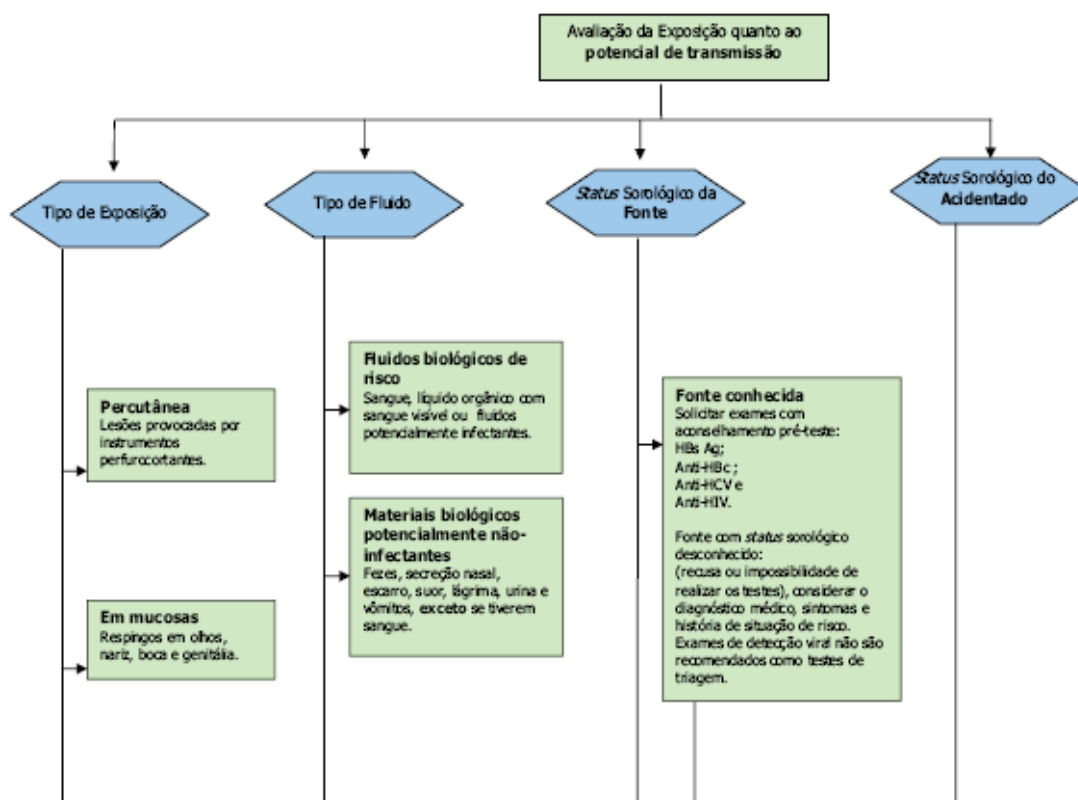 Avaliação da Exposição quanto ao
potencial de transmissão
Tipo de Exposição
Tipo de Fluido
Status Sorológico da
Fonte
Status Sorológico do
Acidentado
Percutânea
Lesões provocadas por
instrumentos
perfurocortantes.
Em mucosas
Respingos em olhos,
nariz, boca e genitália.
Fluidos biológicos de
risco
Sangue, líquido orgânico com
sangue visível ou fluidos
potencialmente infectantes.
Materiais biológicos
potencialmente não-
infectantes
Fezes, secreção nasal,
escarro, suor, lágrima, urina e
vômitos, exceto se tiverem
sangue.
Fonte conhecida
Solicitar exames com
aconselhamento pré-teste:
HBs Ag;
Anti-HBc ;
Anti-HCV e
Anti-HIV.
Fonte com status sorológico
desconhecido:
(recusa ou impossibilidade de
realizar os testes), considerar o
diagnóstico médico, sintomas e
história de situação de risco.
Exames de detecção viral não são
recomendados como testes de
triagem.